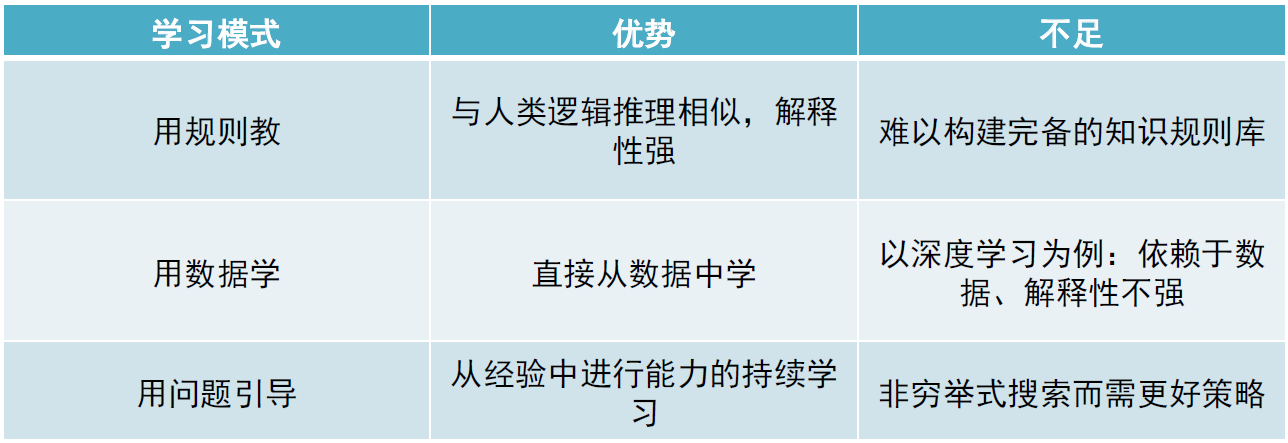 学习模式
优势
不足
用规则教
与人类逻辑推理相似，解释
性强
难以构建完备的知识规则库
用数据学
直接从数据中学
以深度学习为例：依赖于数
据、解释性不强
用问题引导
从经验中进行能力的持续学
习
非穷举式搜索而需更好策略